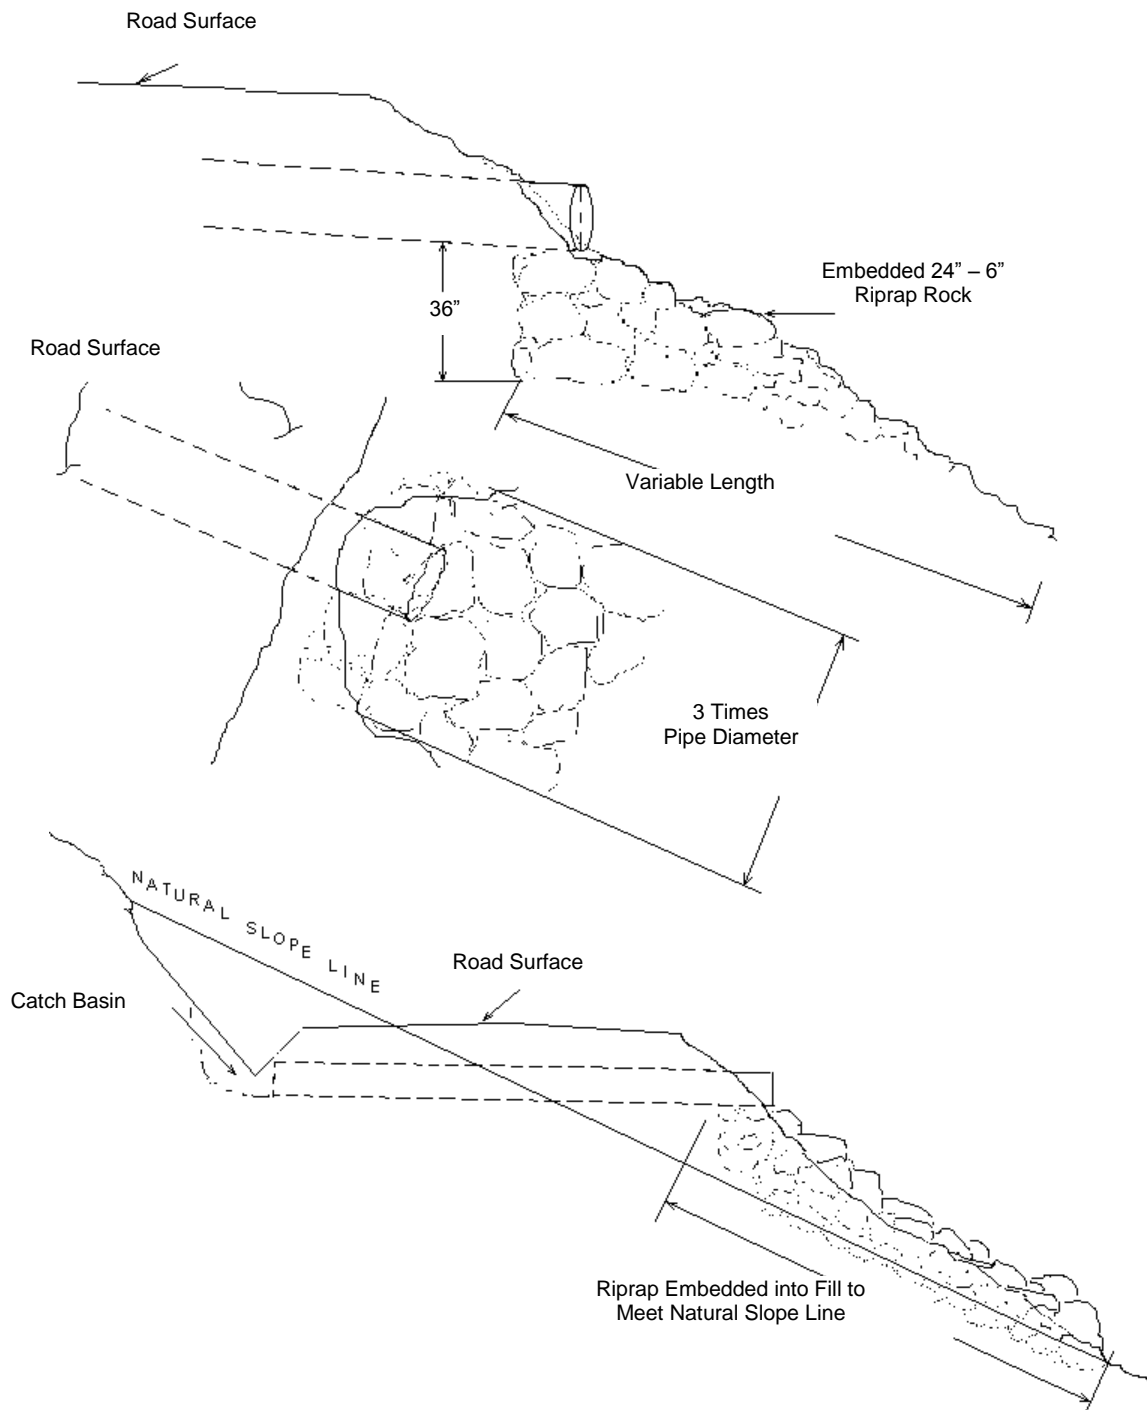 Road Surface
Embedded 24” – 6”
Riprap Rock
36”
Road Surface
Variable Length
3 Times
Pipe Diameter
NATURAL SLOPE LINE
Road Surface
Catch Basin
Riprap Embedded into Fill to
Meet Natural Slope Line